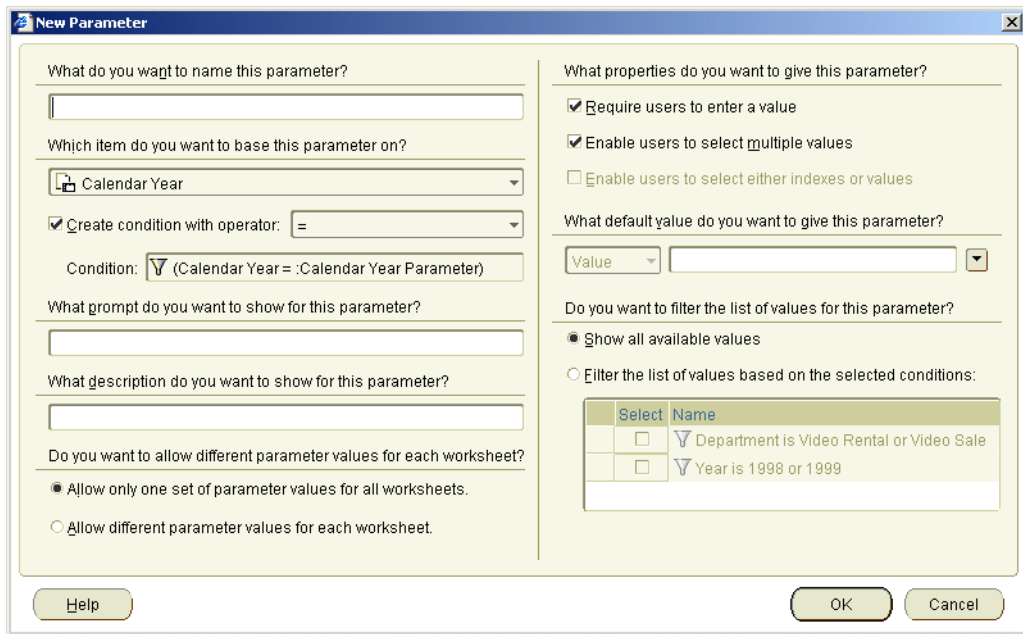 New Parameter
What do you want to name this parameter?
Which item do you want to base this parameter on?
Calendar Year
Create condition with operator: =
Condition: (Calendar Year = :Calendar Year Parameter)
What prompt do you want to show for this parameter?
What description do you want to show for this parameter?
Do you want to allow different parameter values for each worksheet?
Allow only one set of parameter values for all worksheets.
Allow different parameter values for each worksheet.
What properties do you want to give this parameter?
Require users to enter a value
Enable users to select multiple values
Enable users to select either indexes or values
What default value do you want to give this parameter?
Value
Do you want to filter the list of values for this parameter?
Show all available values
Filter the list of values based on the selected conditions:
Select Name
Department is Video Rental or Video Sale
Year is 1998 or 1999
Help OK Cancel